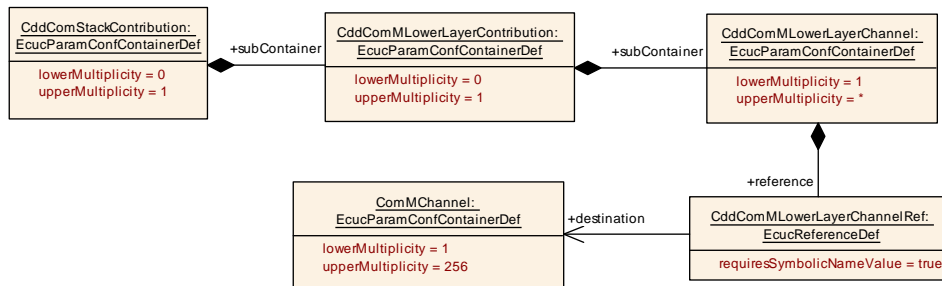 CddComStackContribution:
EcucParamConfContainerDef
lowerMultiplicity = 0
upperMultiplicity = 1
+subContainer
CddComMLowerLayerContribution:
EcucParamConfContainerDef
lowerMultiplicity = 0
upperMultiplicity = 1
+subContainer
CddComMLowerLayerChannel:
EcucParamConfContainerDef
lowerMultiplicity = 1
upperMultiplicity = *
+reference
ComMChannel:
EcucParamConfContainerDef
lowerMultiplicity = 1
upperMultiplicity = 256
+destination
CddComMLowerLayerChannelRef:
EcucReferenceDef
requiresSymbolicNameValue = true